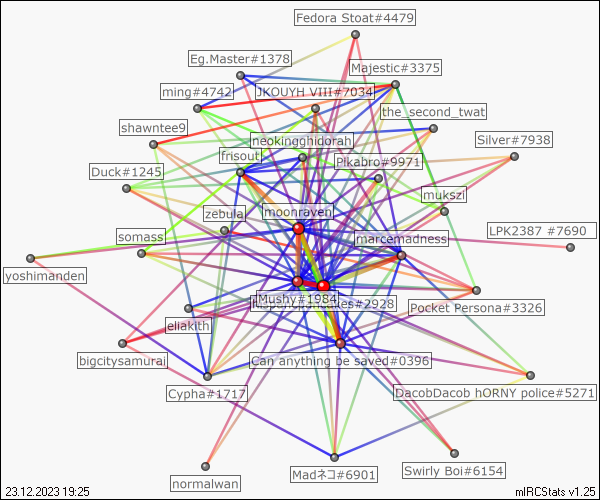 Fedora Stoat#4479
Eg.Master#1378
Majestic#3375
ming#4742
JKOUYH VIII#7034
the_second_twat
shawntee9
neokingghidorah
Silver#7938
frisout
Pikabro#9971
Duck#1245
mukszi
zebulai
moonraven
LPK2387 #7690
somass
marcemadness
yoshimanden
Mushy#1984
#2928
Pocket Persona#3326
eliakith
bigcitysamurai
Can anything be saved#0396
Cypha#1717
DacobDacob hORNY police#5271
normalwan
Madネコ#6901
Swirly Boi#6154
23.12.2023 19:25
mIRCStats v1.25